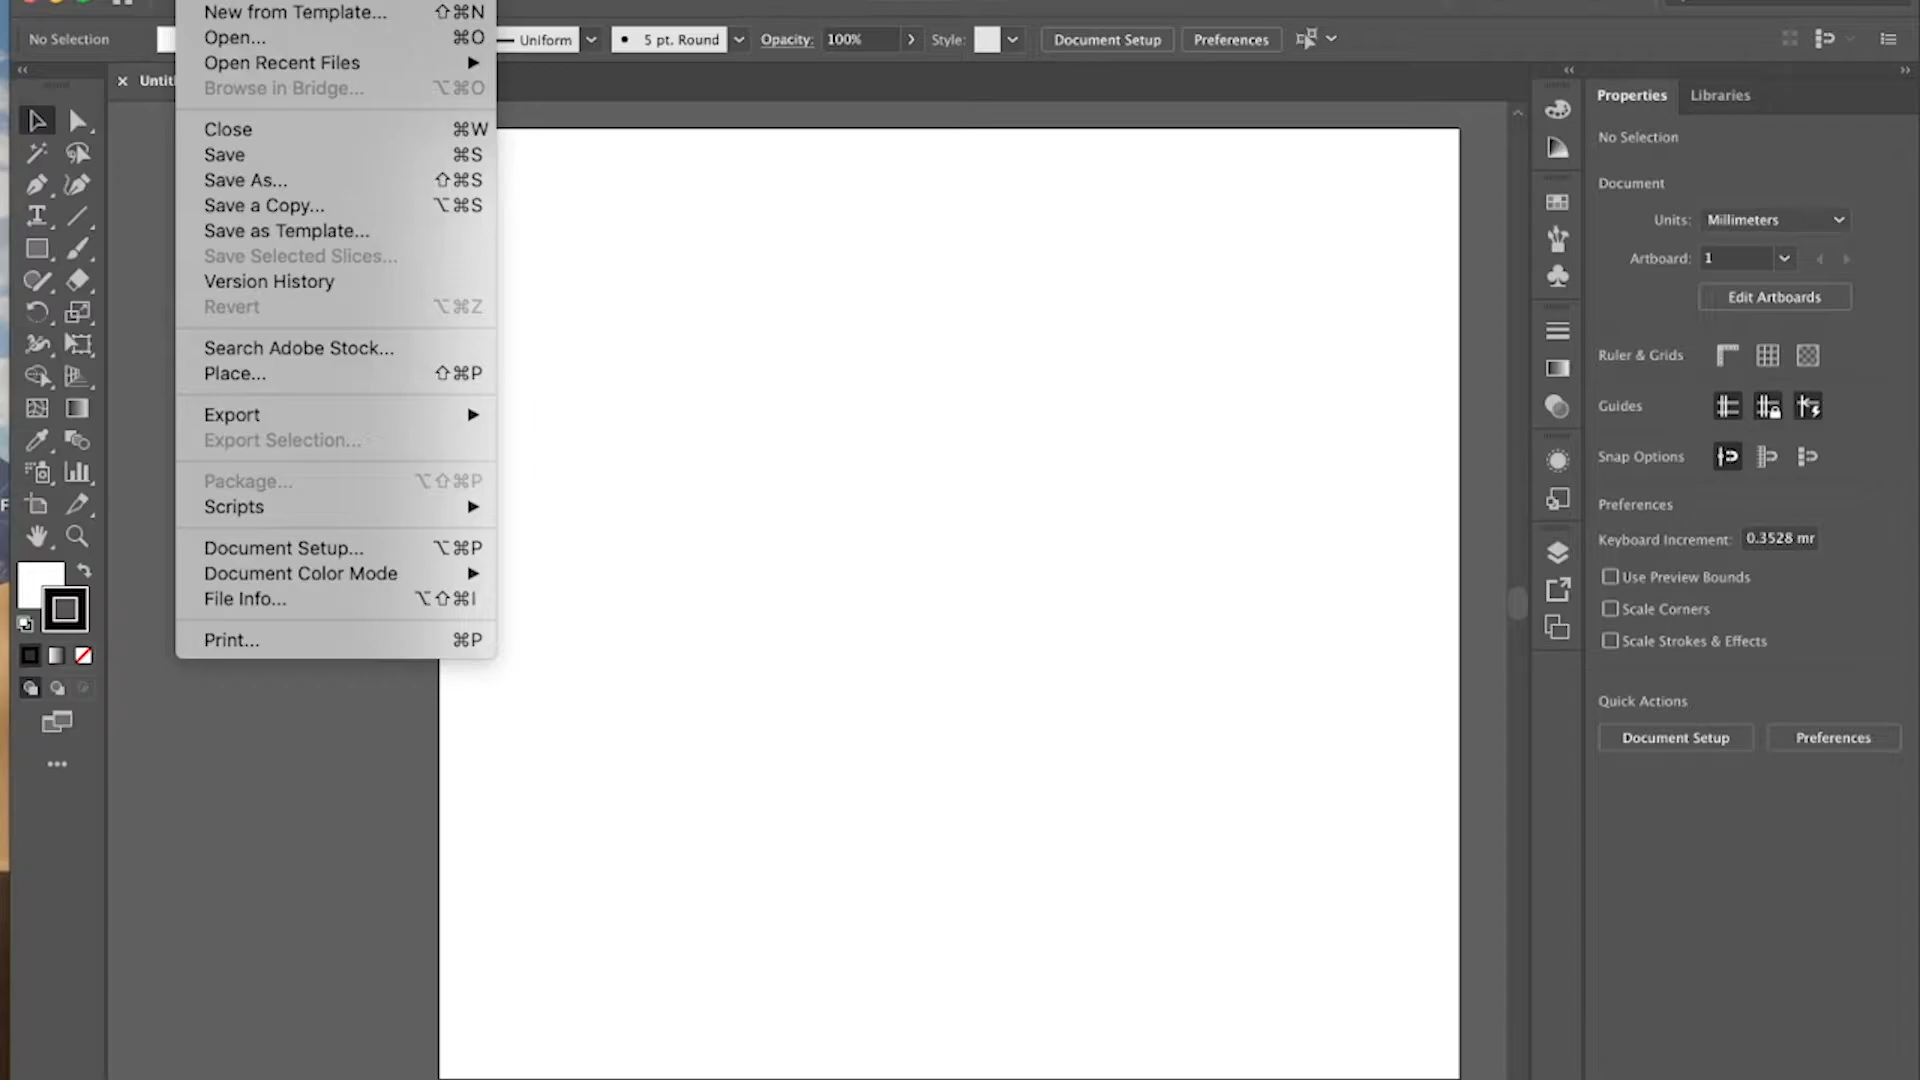 New from Template... ⇧⌘N
No Selection
Open... ⌘O
Uniform
5 pt. Round
Opacity: 100%
Style:
Document Setup
Preferences
Open Recent Files
Browse in Bridge... ⌥⌘O
Close ⌘W
Save ⌘S
Save As... ⇧⌘S
Save a Copy... ⌥⌘S
Save as Template...
Save Selected Slices...
Version History
Revert ⌥⌘Z
Search Adobe Stock...
Place... ⇧⌘P
Export
Export Selection...
Package... ⌥⇧⌘P
Scripts
Document Setup... ⌥⌘P
Document Color Mode
File Info... ⌥⇧⌘I
Print... ⌘P
Properties Libraries
No Selection
Document
Units: Millimeters
Artboard: 1
Edit Artboards
Ruler & Grids
Guides
Snap Options
Preferences
Keyboard Increment: 0.3528 mr
Use Preview Bounds
Scale Corners
Scale Strokes & Effects
Quick Actions
Document Setup Preferences